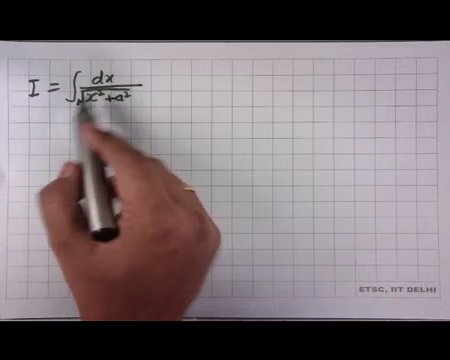 I = ∫ dx / √(x² + a²)
ETSC, IIT DELHI